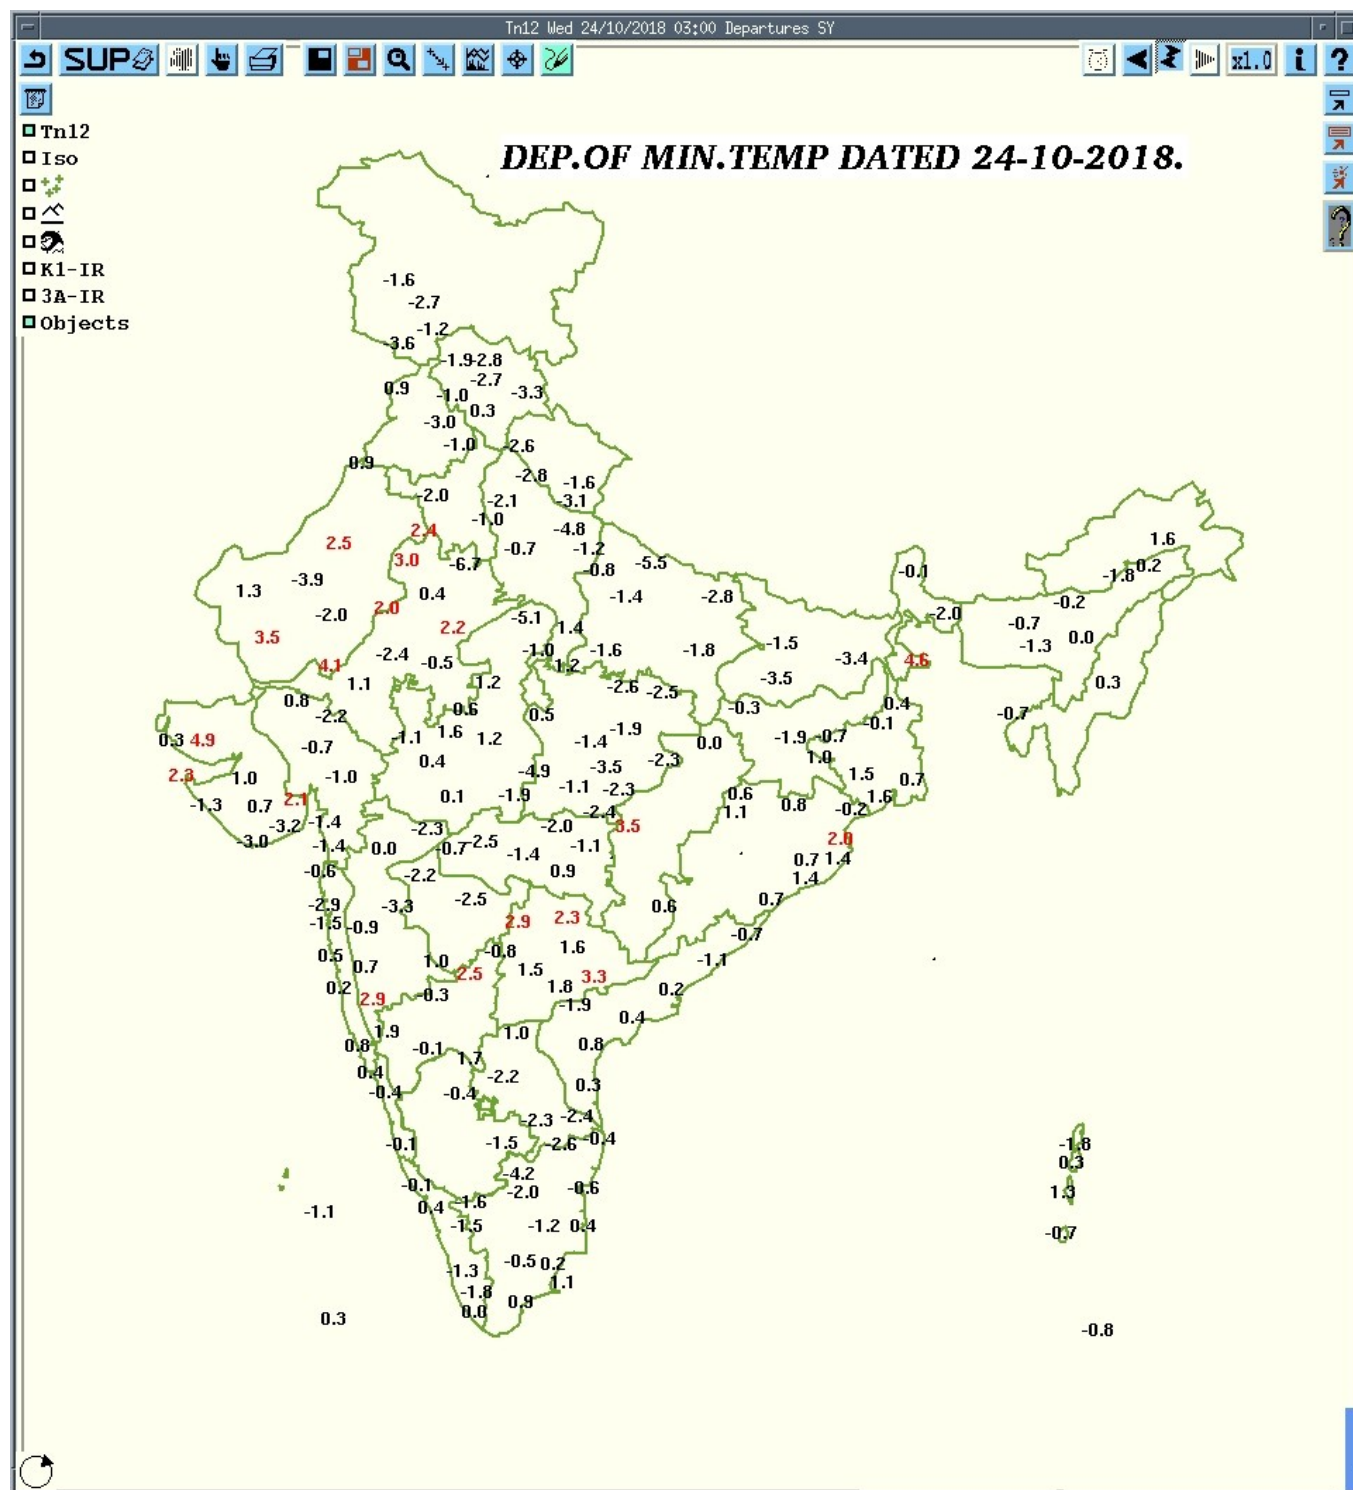 Tn12 Wed 24/10/2018 03:00 Departures SY
SUP x1.0 i ?
Tn12
Iso
DEP.OF MIN.TEMP DATED 24-10-2018.
K1-IR
3A-IR
Objects
-1.6
-2.7
-1.2
-3.6
-1.9 -2.8
-2.7
0.9 -1.0 -3.3
0.3
-3.0
-1.0 -2.6
0.9
-2.8
-1.6
-2.0 -2.1 -3.1
-1.0
2.4 -4.8
2.5 -0.7 -1.2
1.6
3.0 -6.7 -5.5
0.2
-0.8 -0.1 -1.8
-3.9
1.3 0.4 -1.4 -2.8
-0.2
2.0
-2.0 -5.1 -2.0
-0.7
3.5 2.2 1.4
0.0
-1.5 -1.3
-2.4 -1.0 -1.6 -1.8
4.1 -0.5 1.2 -3.4 4.6
1.1 1.2 -3.5 0.3
-2.6 -2.5
0.8 0.6 -0.3 0.4
-2.2 0.5 -0.7
-0.1
0.3 4.9 -1.1 1.6 1.2 -1.9 -1.9 -0.7
-0.7 -1.4 0.0
0.4 -2.3 1.0
2.3 1.0 -1.0 -4.9 -3.5 1.5 0.7
-1.1 -2.3
-1.3 0.7 2.1 0.1 -1.9 0.6 0.8 1.6
-2.4 1.1 -0.2
-3.2 -1.4 -2.3 -2.0 3.5
-3.0 -1.4 0.0 -0.7 -2.5 -1.1 2.0
-1.4 0.7 1.4
-0.6 -2.2 0.9 1.4
-2.9 -3.3 -2.5 0.6 0.7
-1.5 -0.9 2.9 2.3
-0.7
0.5 -0.8 1.6
0.7 1.0 1.5 -1.1
2.5 3.3
0.2 2.9 -0.3 1.8 0.2
-1.9
0.4
1.9 1.0
0.8 -0.1 1.7 0.8
0.4 -2.2
-0.4 -0.4 0.3
-2.3 -2.4
-0.1 -1.5 -2.6 -0.4 -1.8
0.3
-4.2
-0.1 -2.0 -0.6 1.3
-1.1 0.4 -1.6
-1.5 -1.2 0.4 -0.7
-1.3 -0.5 0.2
-1.8 1.1
0.0 0.9
0.3 -0.8